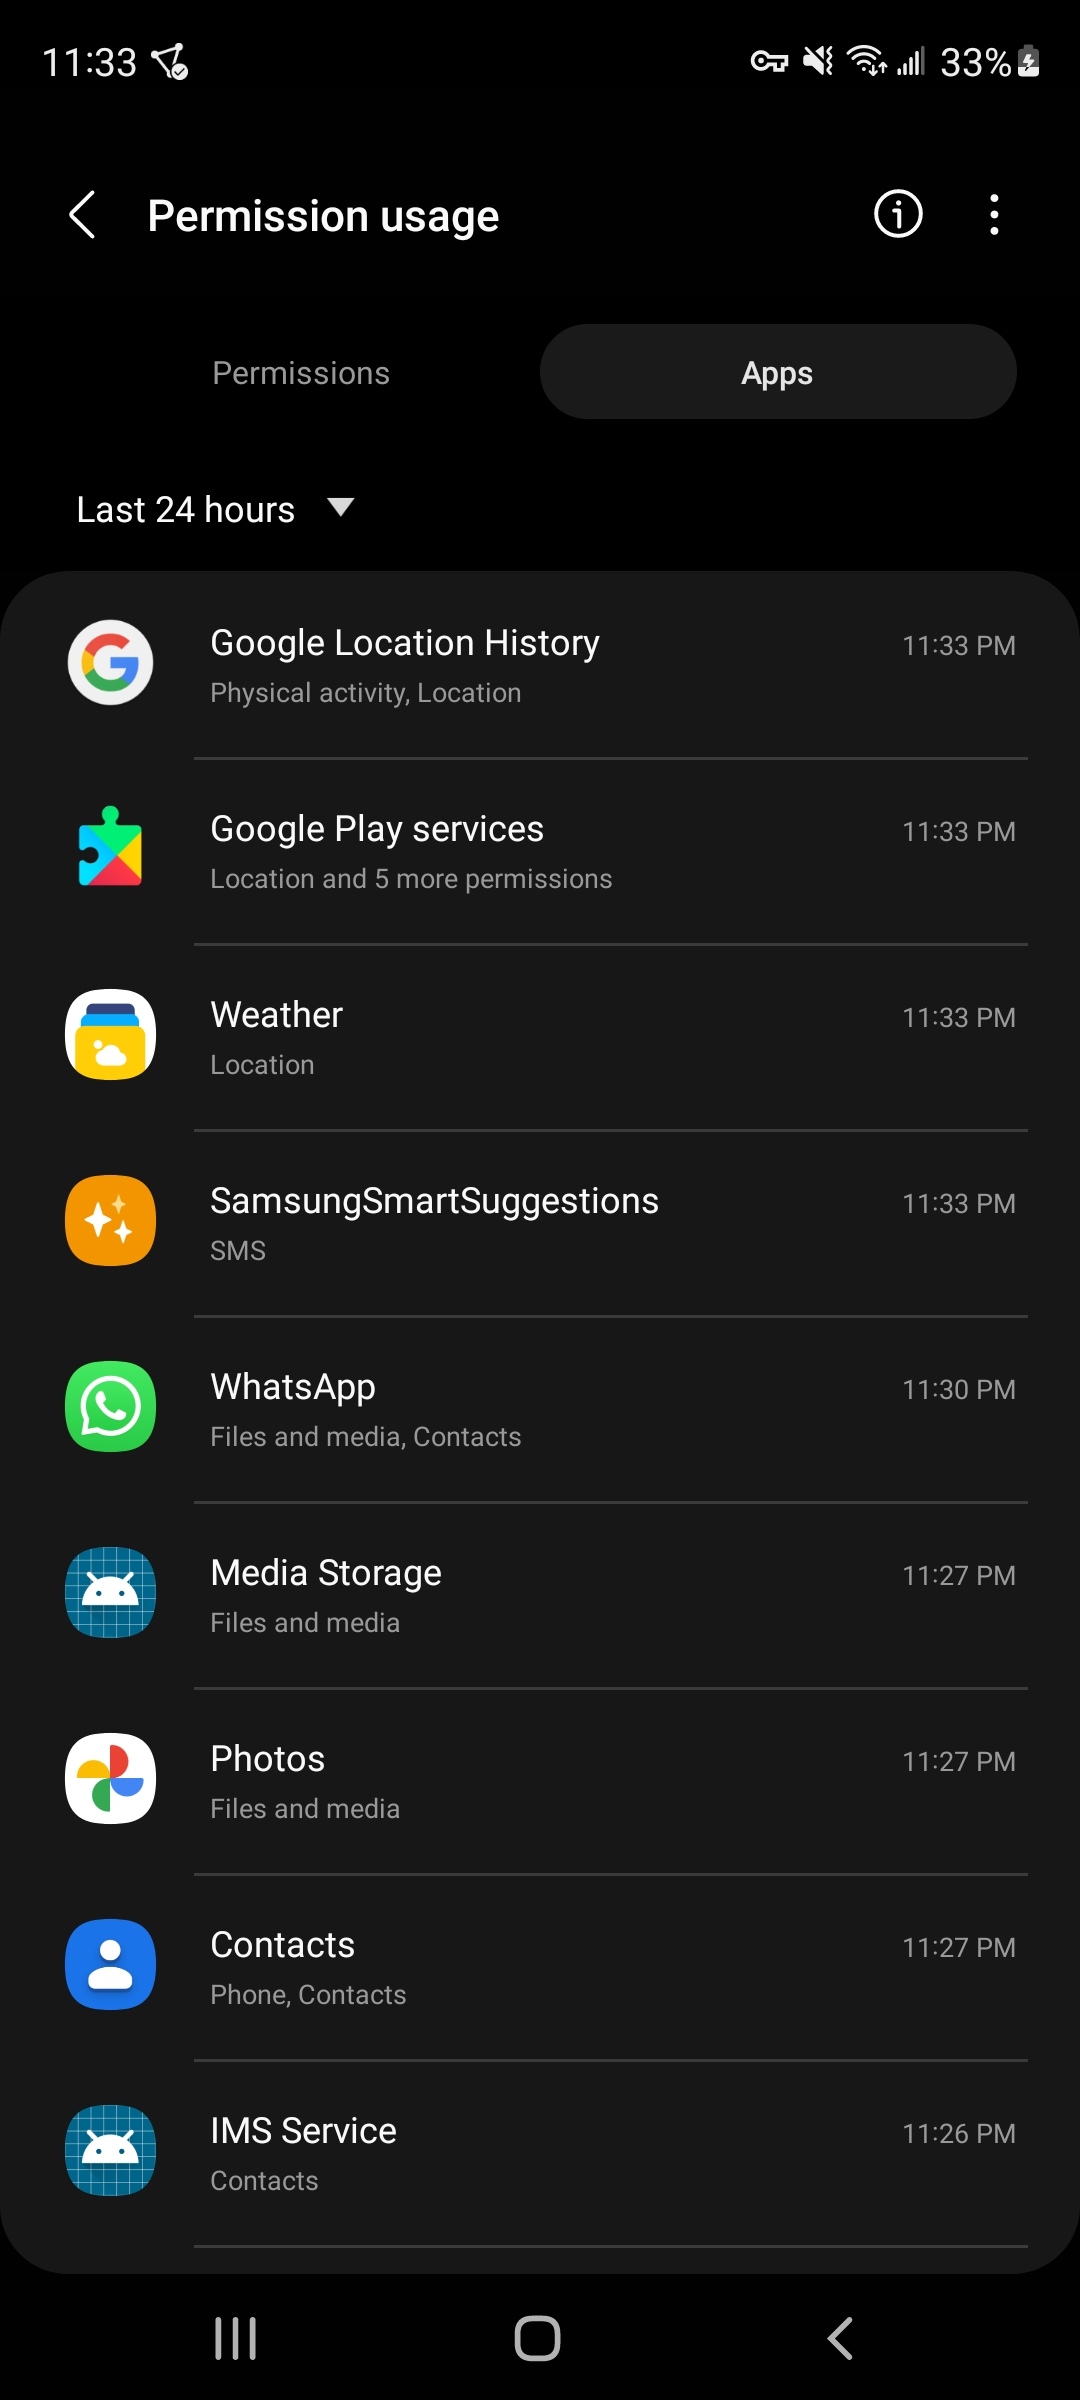 11:33 33%
Permission usage
Permissions Apps
Last 24 hours
Google Location History 11:33 PM
Physical activity, Location
Google Play services 11:33 PM
Location and 5 more permissions
Weather 11:33 PM
Location
SamsungSmartSuggestions 11:33 PM
SMS
WhatsApp 11:30 PM
Files and media, Contacts
Media Storage 11:27 PM
Files and media
Photos 11:27 PM
Files and media
Contacts 11:27 PM
Phone, Contacts
IMS Service 11:26 PM
Contacts